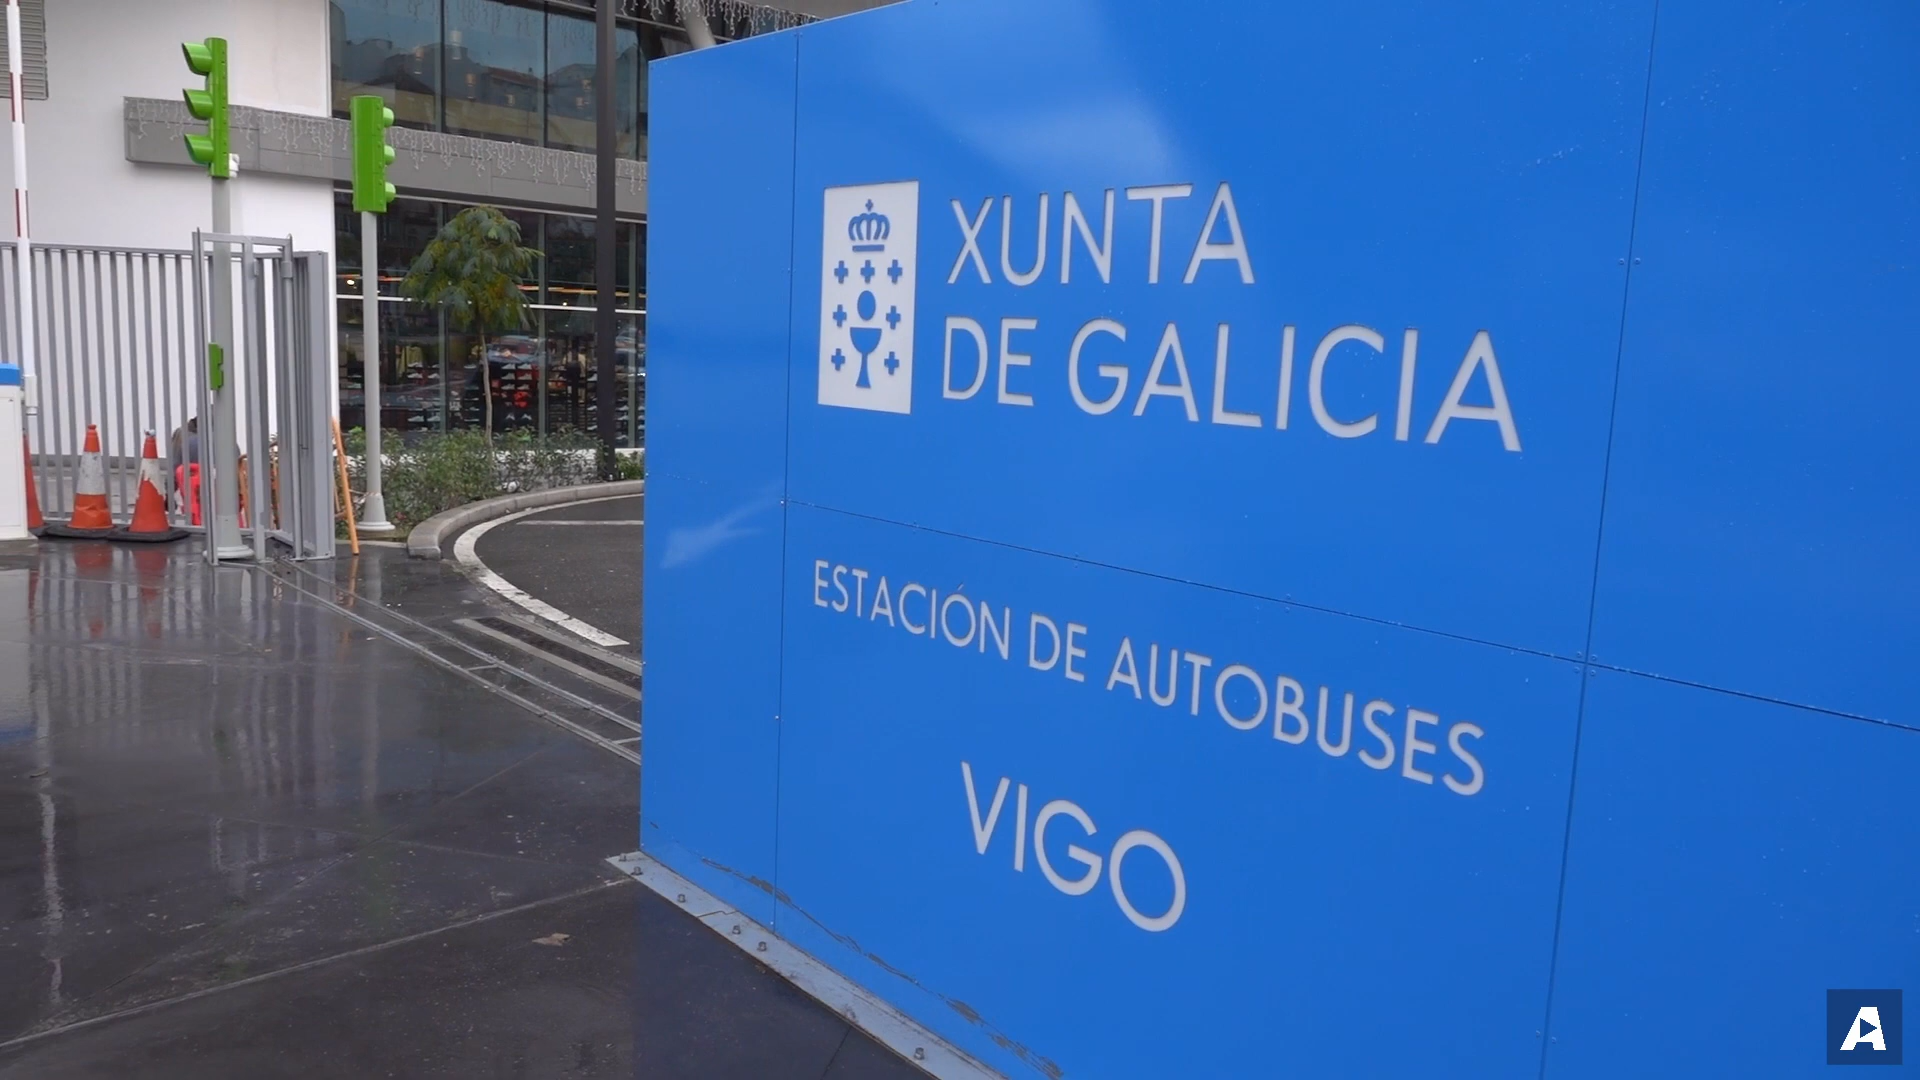 XUNTA
DE GALICIA
ESTACIÓN DE AUTOBUSES
VIGO
A